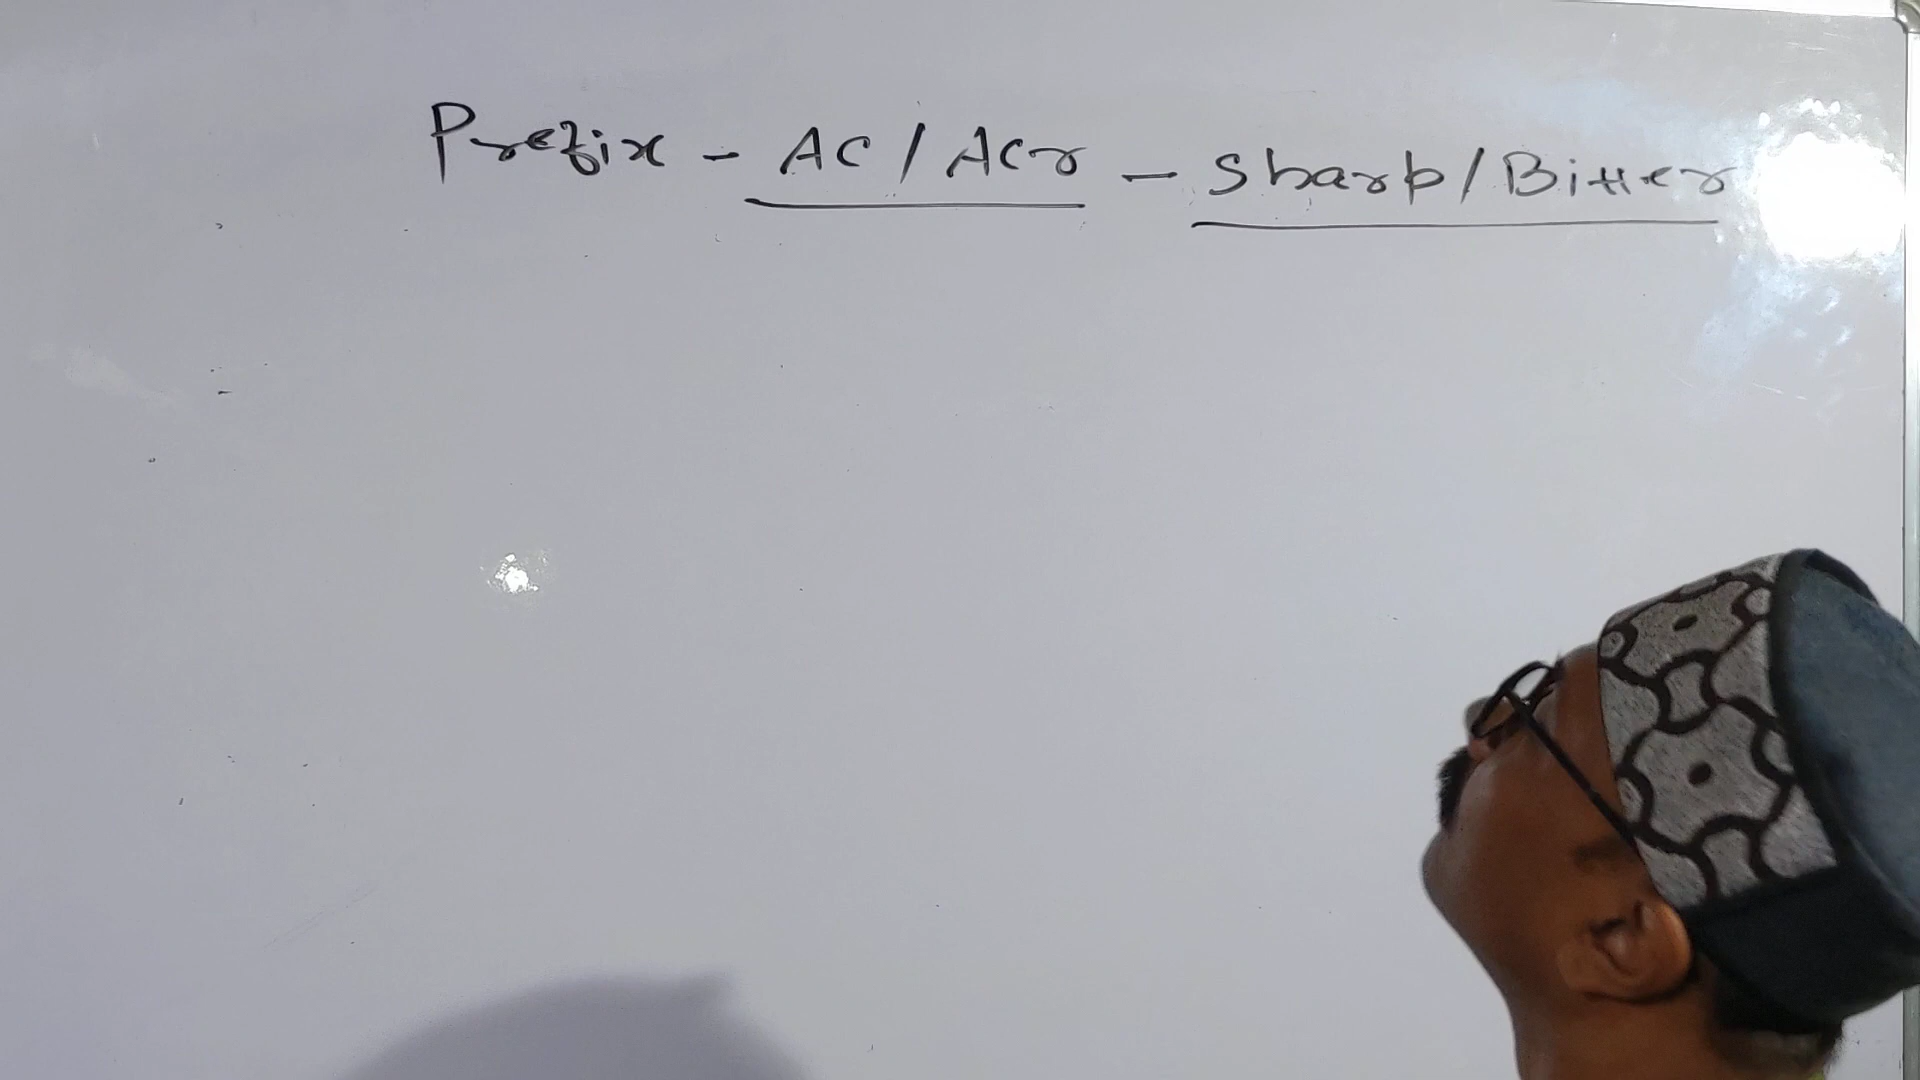 Prefix - AC / Acr - Sharp / Bitter